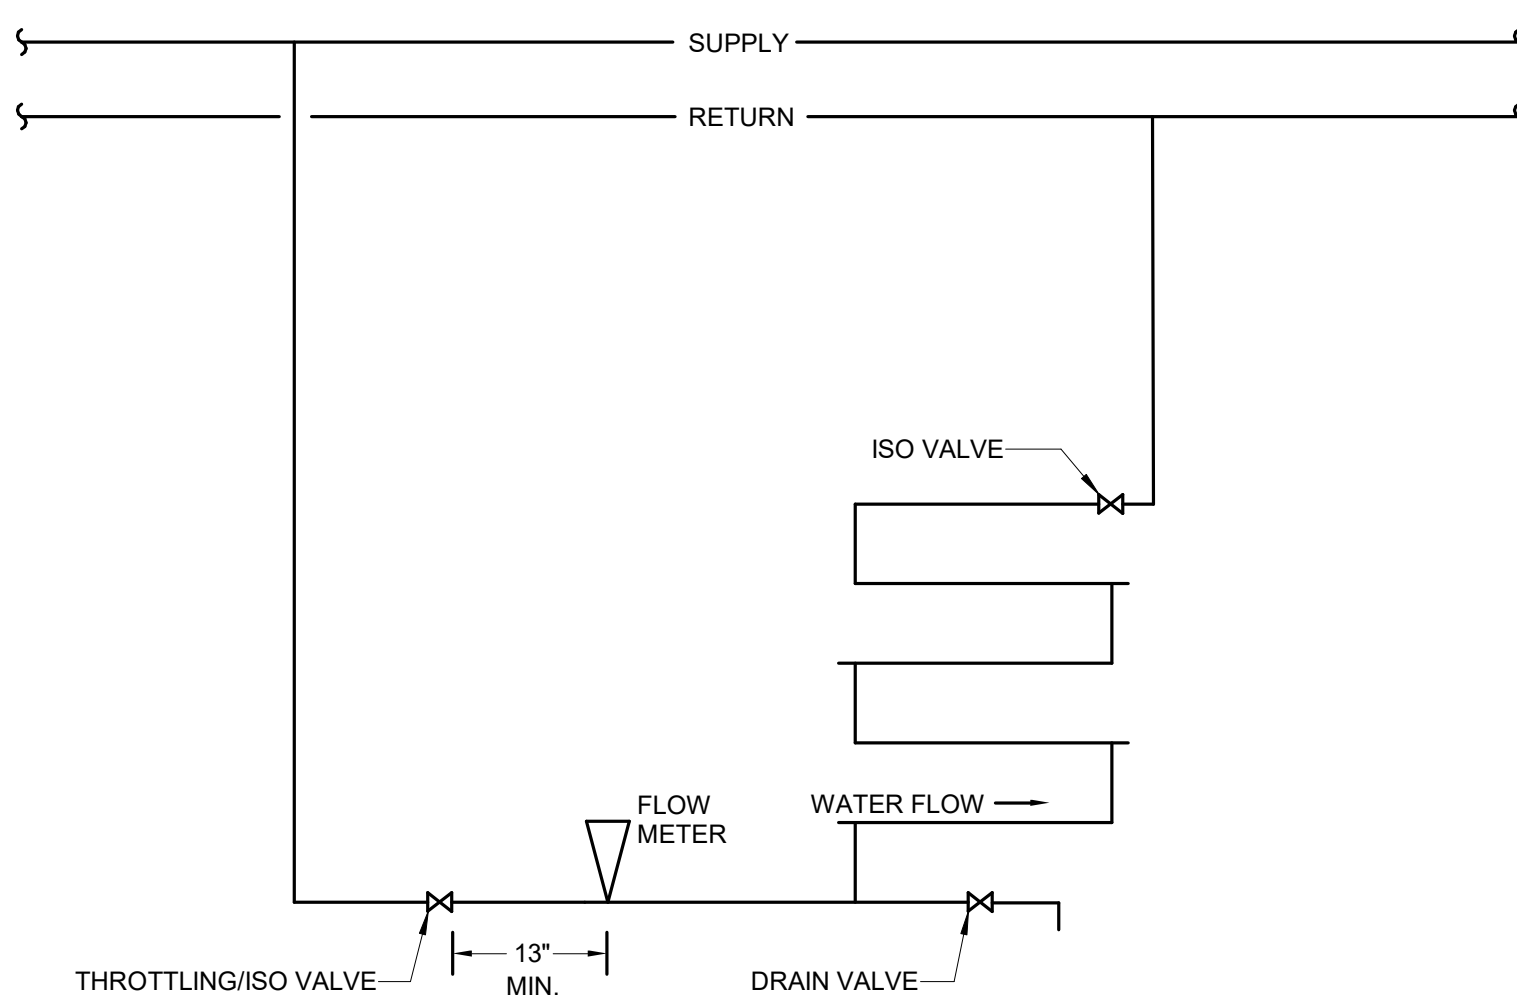 SUPPLY
RETURN
ISO VALVE
FLOW
METER
WATER FLOW
13"
MIN.
THROTTLING/ISO VALVE
DRAIN VALVE